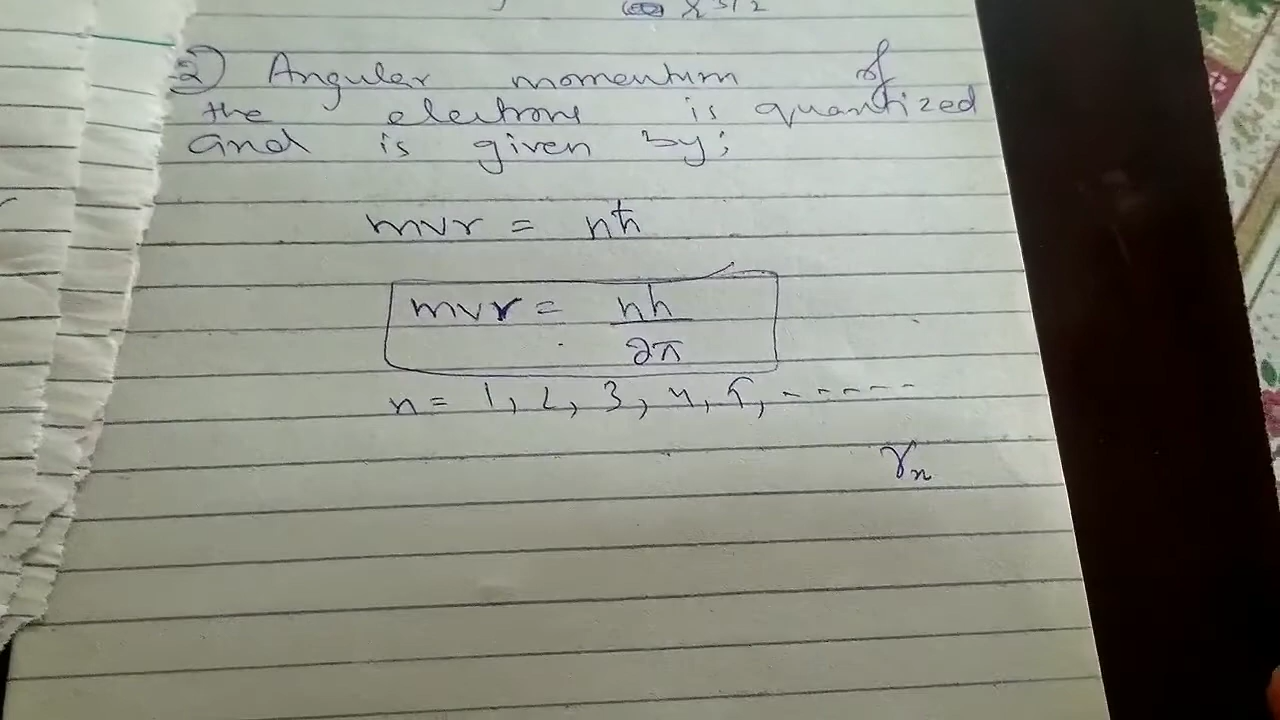 2) Angular momentum of
the electrons is quantized
and is given by;
mvr = nħ
mvr = nh
2π
n = 1, 2, 3, 4, 5, ------
r_n